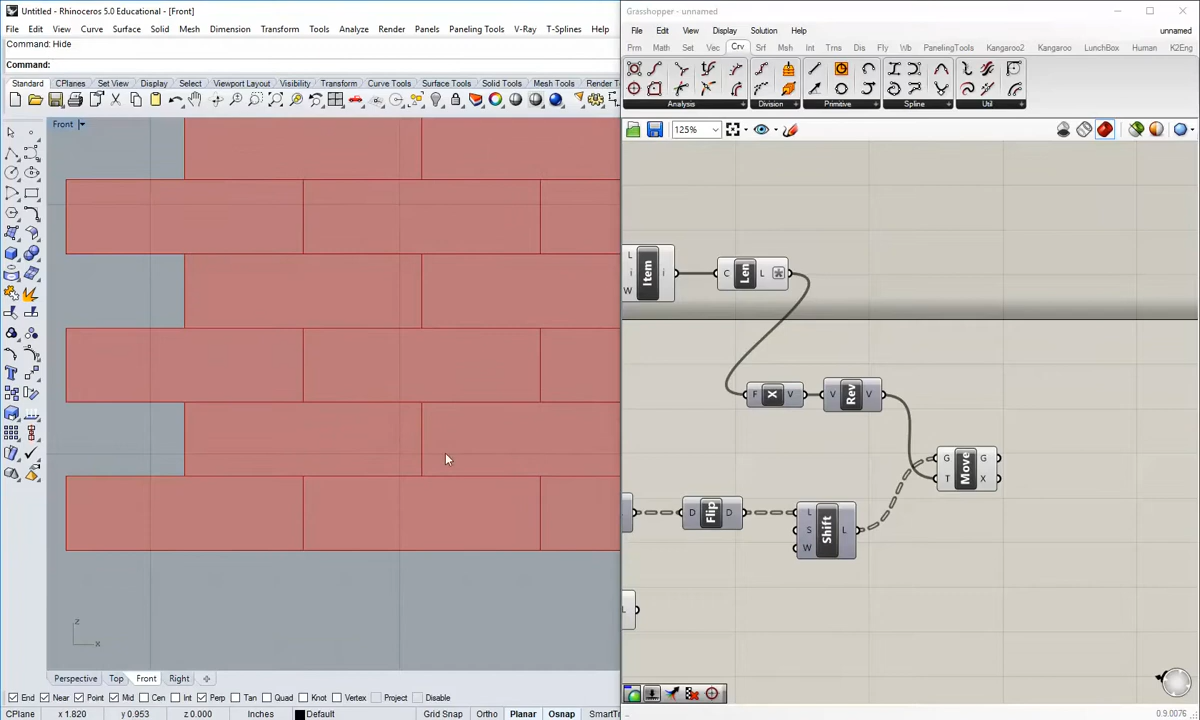 Untitled - Rhinoceros 5.0 Educational - [Front]
File Edit View Curve Surface Solid Mesh Dimension Transform Tools Analyze Render Panels Paneling Tools V-Ray T-Splines Help
Command: Hide
Command:
Standard CPlanes Set View Display Select Viewport Layout Visibility Transform Curve Tools Surface Tools Solid Tools Mesh Tools Render T
Front
z
x
Perspective Top Front Right
End Near Point Mid Cen Int Perp Tan Quad Knot Vertex Project Disable
CPlane x 1.820 y 0.953 z 0.000 Inches Default Grid Snap Ortho Planar Osnap SmartTr
Grasshopper - unnamed
File Edit View Display Solution Help unnamed
Prm Math Set Vec Crv Srf Msh Int Trns Dis Fly Wb PanelingTools Kangaroo2 Kangaroo LunchBox Human K2Eng
Analysis Division Primitive Spline Util
125%
L
i Item i
W
C Len L
F X V
V Rev V
G Move G
T X
D Flip D
L
S Shift L
W
L
0.9.0076